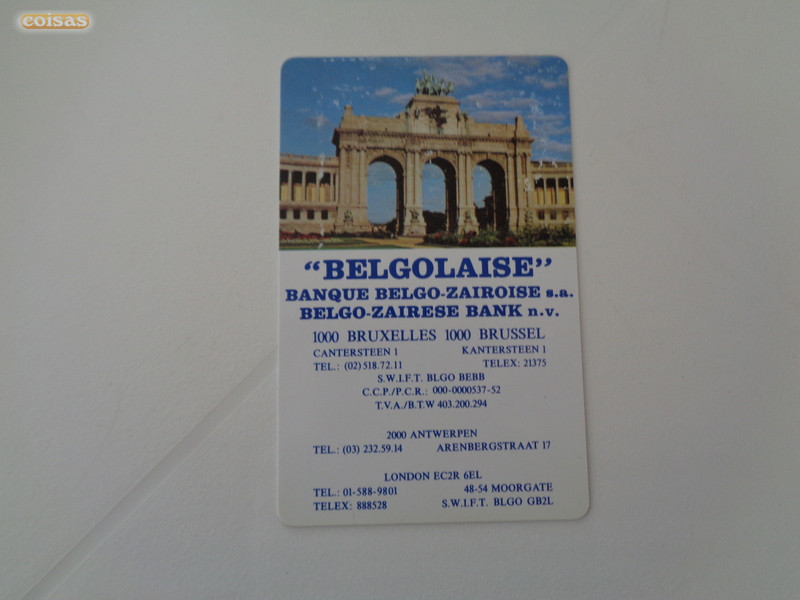 coisas
“BELGOLAISE”
BANQUE BELGO-ZAIROISE s.a.
BELGO-ZAIRESE BANK n.v.
1000 BRUXELLES 1000 BRUSSEL
CANTERSTEEN 1 KANTERSTEEN 1
TEL.: (02) 518.72.11 TELEX: 21375
S.W.I.F.T. BLGO BEBB
C.C.P./P.C.R.: 000-0000537-52
T.V.A./B.T.W 403.200.294
2000 ANTWERPEN
TEL.: (03) 232.59.14 ARENBERGSTRAAT 17
LONDON EC2R 6EL
TEL.: 01-588-9801 48-54 MOORGATE
TELEX: 888528 S.W.I.F.T. BLGO GB2L